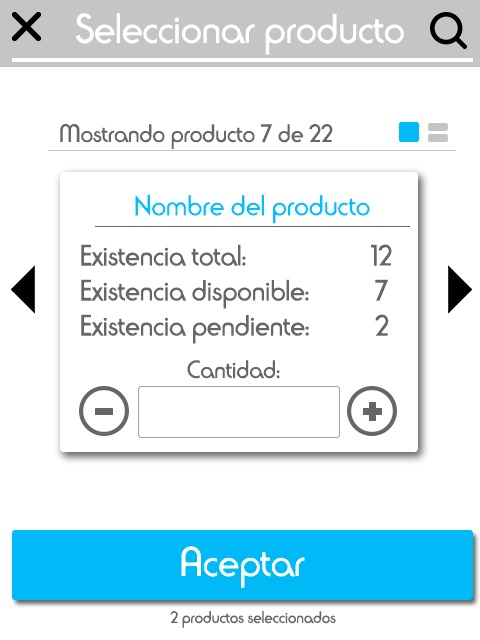 Seleccionar producto
Mostrando producto 7 de 22
Nombre del producto
Existencia total: 12
Existencia disponible: 7
Existencia pendiente: 2
Cantidad:
Aceptar
2 productos seleccionados